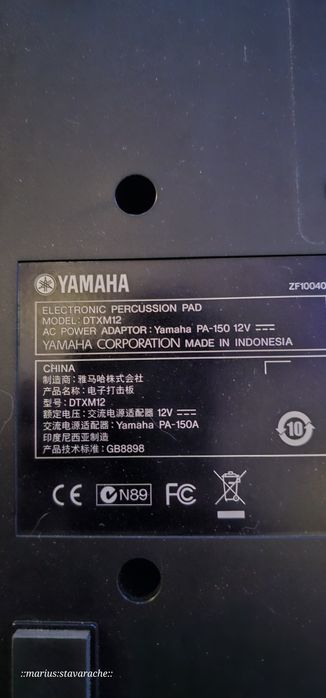 YAMAHA
ZF10040
ELECTRONIC PERCUSSION PAD
MODEL: DTXM12
AC POWER ADAPTOR: Yamaha PA-150 12V
YAMAHA CORPORATION MADE IN INDONESIA
CHINA
制造商: 雅马哈株式会社
产品名称: 电子打击板
型号: DTXM12
额定电压: 交流电源适配器 12V
交流电源适配器: Yamaha PA-150A
印度尼西亚制造
产品技术标准: GB8898
10
CE N89 FC
::marius:stavarache::